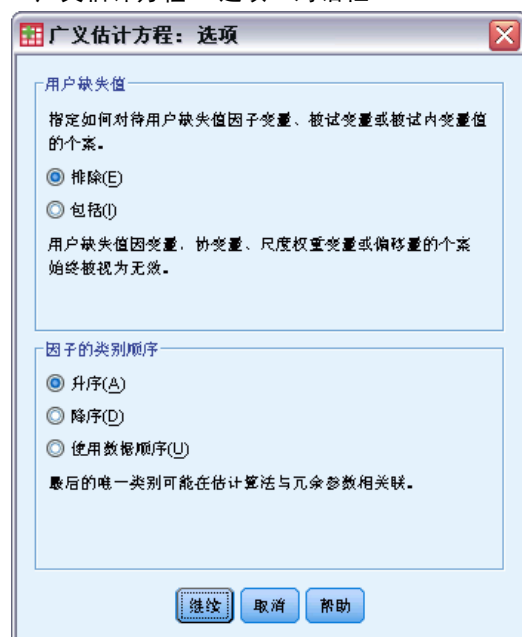 广义估计方程：选项
用户缺失值
指定如何对待用户缺失值因子变量、被试变量或被试内变量值
的个案。
排除(E)
包括(I)
用户缺失值因变量，协变量、尺度权重变量或偏移量的个案
始终被视为无效。
因子的类别顺序
升序(A)
降序(D)
使用数据顺序(U)
最后的唯一类别可能在估计算法与冗余参数相关联。
继续
取消
帮助